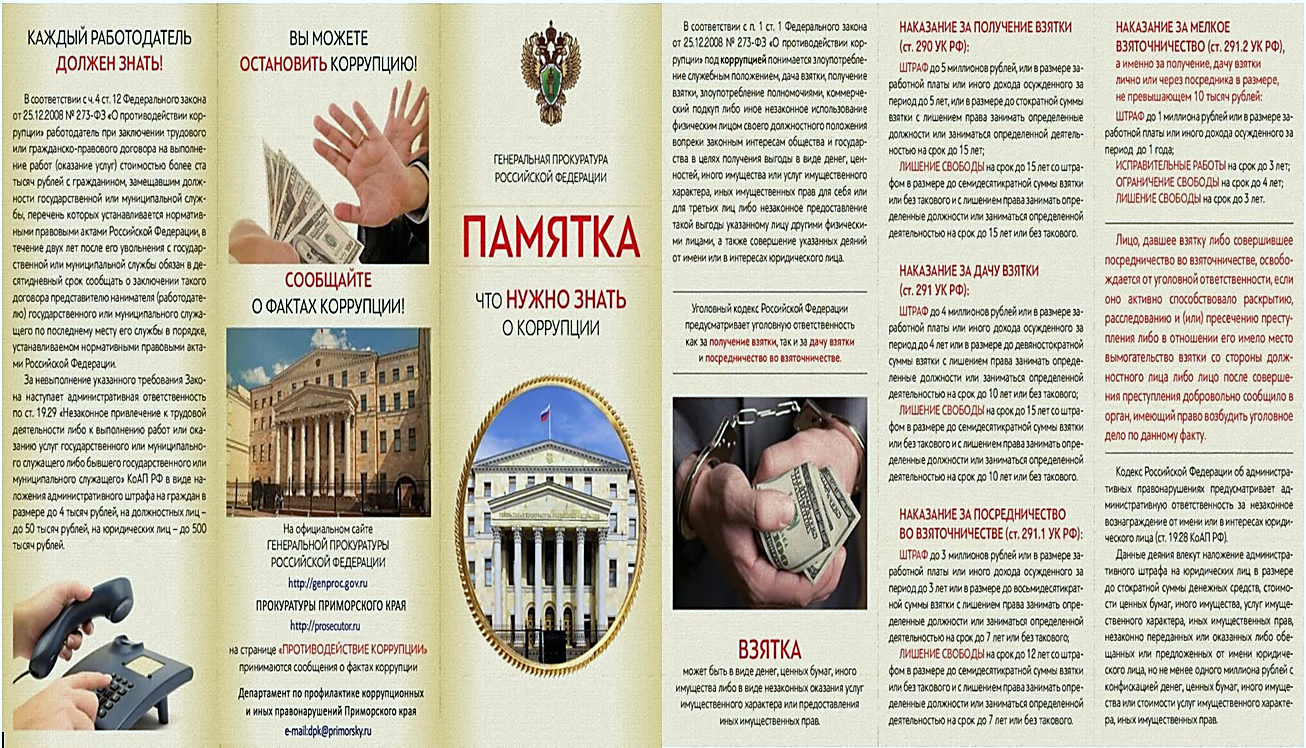 КАЖДЫЙ РАБОТОДАТЕЛЬ
ДОЛЖЕН ЗНАТЬ!
В соответствии с ч. 4 ст. 12 Федерального закона
от 25.12.2008 № 273-ФЗ «О противодействии кор-
рупции» работодатель при заключении трудового
или гражданско-правового договора на выполне-
ние работ (оказание услуг) стоимостью более ста
тысяч рублей с гражданином, замещавшим долж-
ности государственной или муниципальной служ-
бы, перечень которых устанавливается норматив-
ными правовыми актами Российской Федерации, в
течение двух лет после его увольнения с государ-
ственной или муниципальной службы обязан в де-
сятидневный срок сообщать о заключении такого
договора представителю нанимателя (работодате-
лю) государственного или муниципального служа-
щего по последнему месту его службы в порядке,
устанавливаемом нормативными правовыми акта-
ми Российской Федерации.
За невыполнение указанного требования Зако-
на наступает административная ответственность
по ст. 19.29 «Незаконное привлечение к трудовой
деятельности либо к выполнению работ или ока-
занию услуг государственного или муниципально-
го служащего либо бывшего государственного или
муниципального служащего» КоАП РФ в виде на-
ложения административного штрафа на граждан в
размере до 4 тысяч рублей, на должностных лиц –
до 50 тысяч рублей, на юридических лиц – до 500
тысяч рублей.
ВЫ МОЖЕТЕ
ОСТАНОВИТЬ КОРРУПЦИЮ!
СООБЩАЙТЕ
О ФАКТАХ КОРРУПЦИИ!
На официальном сайте
ГЕНЕРАЛЬНОЙ ПРОКУРАТУРЫ
РОССИЙСКОЙ ФЕДЕРАЦИИ
http://genproc.gov.ru
ПРОКУРАТУРЫ ПРИМОРСКОГО КРАЯ
http://prosecutor.ru
на странице «ПРОТИВОДЕЙСТВИЕ КОРРУПЦИИ»
принимаются сообщения о фактах коррупции
Департамент по профилактике коррупционных
и иных правонарушений Приморского края
e-mail:dpk@primorsky.ru
ГЕНЕРАЛЬНАЯ ПРОКУРАТУРА
РОССИЙСКОЙ ФЕДЕРАЦИИ
ПАМЯТКА
ЧТО НУЖНО ЗНАТЬ
О КОРРУПЦИИ
В соответствии с п. 1 ст. 1 Федерального закона
от 25.12.2008 № 273-ФЗ «О противодействии кор-
рупции» под коррупцией понимается злоупотребле-
ние служебным положением, дача взятки, получение
взятки, злоупотребление полномочиями, коммерчес-
кий подкуп либо иное незаконное использование
физическим лицом своего должностного положения
вопреки законным интересам общества и государ-
ства в целях получения выгоды в виде денег, цен-
ностей, иного имущества или услуг имущественного
характера, иных имущественных прав для себя или
для третьих лиц либо незаконное предоставление
такой выгоды указанному лицу другими физически-
ми лицами, а также совершение указанных деяний
от имени или в интересах юридического лица.
Уголовный кодекс Российской Федерации
предусматривает уголовную ответственность
как за получение взятки, так и за дачу взятки
и посредничество во взяточничестве.
ВЗЯТКА
может быть в виде денег, ценных бумаг, иного
имущества либо в виде незаконных оказания услуг
имущественного характера или предоставления
иных имущественных прав.
НАКАЗАНИЕ ЗА ПОЛУЧЕНИЕ ВЗЯТКИ
(ст. 290 УК РФ):
ШТРАФ до 5 миллионов рублей, или в размере за-
работной платы или иного дохода осужденного за
период до 5 лет, или в размере до стократной суммы
взятки с лишением права занимать определенные
должности или заниматься определенной деятель-
ностью на срок до 15 лет;
ЛИШЕНИЕ СВОБОДЫ на срок до 15 лет со штра-
фом в размере до семидесятикратной суммы взятки
или без такового и с лишением права занимать опре-
деленные должности или заниматься определенной
деятельностью на срок до 15 лет или без такового.
НАКАЗАНИЕ ЗА ДАЧУ ВЗЯТКИ
(ст. 291 УК РФ):
ШТРАФ до 4 миллионов рублей, или в размере за-
работной платы или иного дохода осужденного за
период до 4 лет, или в размере до девяностократной
суммы взятки с лишением права занимать опреде-
ленные должности или заниматься определенной
деятельностью на срок до 10 лет или без такового;
ЛИШЕНИЕ СВОБОДЫ на срок до 15 лет со штра-
фом в размере до семидесятикратной суммы взятки
или без такового и с лишением права занимать опре-
деленные должности или заниматься определенной
деятельностью на срок до 10 лет или без такового.
НАКАЗАНИЕ ЗА ПОСРЕДНИЧЕСТВО
ВО ВЗЯТОЧНИЧЕСТВЕ (ст. 291.1 УК РФ):
ШТРАФ до 3 миллионов рублей или в размере за-
работной платы или иного дохода осужденного за
период до 3 лет или в размере до восьмидесятикрат-
ной суммы взятки с лишением права занимать опре-
деленные должности или заниматься определенной
деятельностью на срок до 7 лет или без такового;
ЛИШЕНИЕ СВОБОДЫ на срок до 12 лет со штра-
фом в размере до семидесятикратной суммы взятки
или без такового и с лишением права занимать опре-
деленные должности или заниматься определенной
деятельностью на срок до 7 лет или без такового.
НАКАЗАНИЕ ЗА МЕЛКОЕ
ВЗЯТОЧНИЧЕСТВО (ст. 291.2 УК РФ),
а именно за получение, дачу взятки
лично или через посредника в размере,
не превышающем 10 тысяч рублей:
ШТРАФ до 1 миллиона рублей или в размере за-
работной платы или иного дохода осужденного за
период до 1 года;
ИСПРАВИТЕЛЬНЫЕ РАБОТЫ на срок до 3 лет;
ОГРАНИЧЕНИЕ СВОБОДЫ на срок до 4 лет;
ЛИШЕНИЕ СВОБОДЫ на срок до 3 лет.
Лицо, давшее взятку либо совершившее
посредничество во взяточничестве, освобо-
ждается от уголовной ответственности, если
оно активно способствовало раскрытию,
расследованию и (или) пресечению престу-
пления либо в отношении его имело место
вымогательство взятки со стороны долж-
ностного лица либо лицо после соверше-
ния преступления добровольно сообщило в
орган, имеющий право возбудить уголовное
дело по данному факту.
Кодекс Российской Федерации об администра-
тивных правонарушениях предусматривает ад-
министративную ответственность за незаконное
вознаграждение от имени или в интересах юриди-
ческого лица (ст. 19.28 КоАП РФ).
Данные деяния влекут наложение администра-
тивного штрафа на юридических лиц в размере
до стократной суммы денежных средств, стоимо-
сти ценных бумаг, иного имущества, услуг имуще-
ственного характера, иных имущественных прав,
незаконно переданных или оказанных либо обе-
щанных или предложенных от имени юриди-
ческого лица, но не менее одного миллиона рублей с
конфискацией денег, ценных бумаг, иного имуще-
ства или стоимости услуг имущественного характе-
ра, иных имущественных прав.